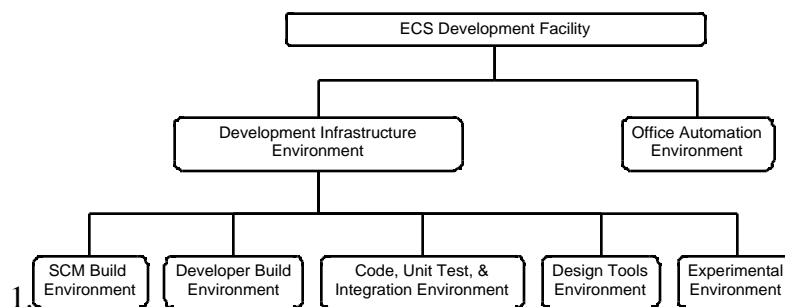 ECS Development Facility
Development Infrastructure
Environment
Office Automation
Environment
SCM Build
Environment
Developer Build
Environment
Code, Unit Test, &
Integration Environment
Design Tools
Environment
Experimental
Environment
1.